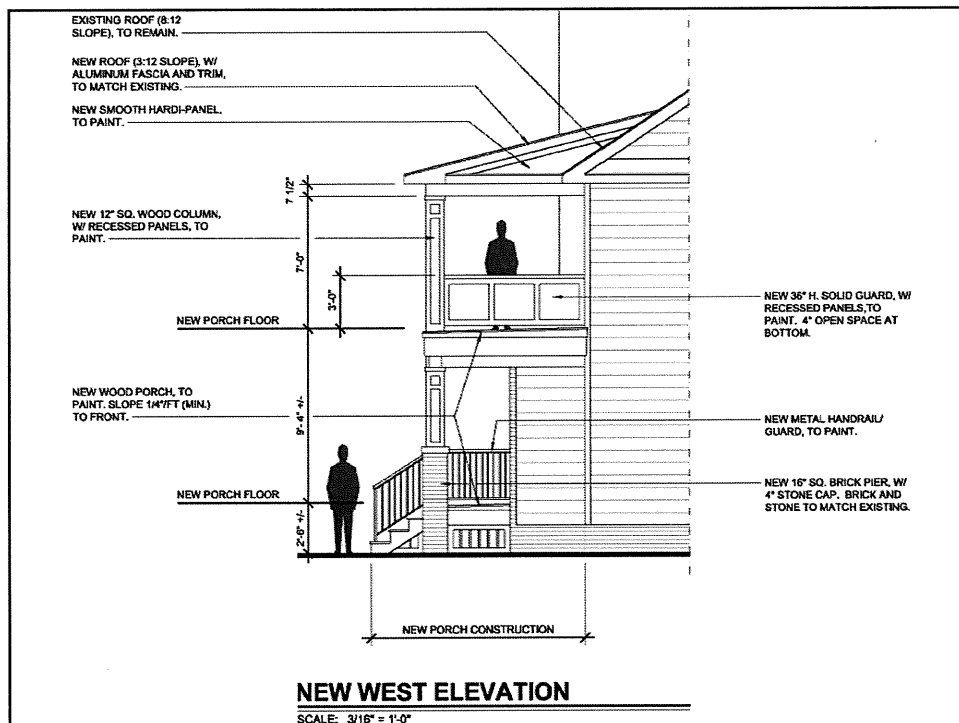 EXISTING ROOF (8:12
SLOPE), TO REMAIN.
NEW ROOF (3:12 SLOPE), W/
ALUMINUM FASCIA AND TRIM,
TO MATCH EXISTING.
NEW SMOOTH HARDI-PANEL,
TO PAINT.
7 1/2"
NEW 12" SQ. WOOD COLUMN,
W/ RECESSED PANELS, TO
PAINT.
7'-0"
3'-0"
NEW 36" H. SOLID GUARD, W/
RECESSED PANELS,TO
PAINT. 4" OPEN SPACE AT
BOTTOM.
NEW PORCH FLOOR
NEW WOOD PORCH, TO
PAINT. SLOPE 1/4"/FT (MIN.)
TO FRONT.
9'- 4" +/-
NEW METAL HANDRAIL/
GUARD, TO PAINT.
NEW PORCH FLOOR
NEW 16" SQ. BRICK PIER, W/
4" STONE CAP. BRICK AND
STONE TO MATCH EXISTING.
2'-6" +/-
NEW PORCH CONSTRUCTION
NEW WEST ELEVATION
SCALE: 3/16" = 1'-0"